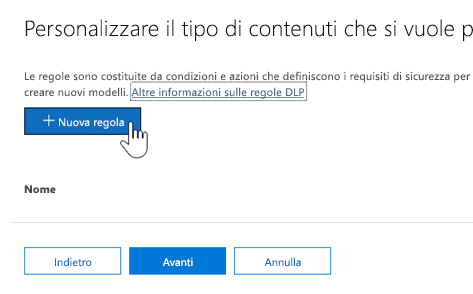 Personalizzare il tipo di contenuti che si vuole p
Le regole sono costituite da condizioni e azioni che definiscono i requisiti di sicurezza per
creare nuovi modelli. Altre informazioni sulle regole DLP
+ Nuova regola
Nome
Indietro Avanti Annulla